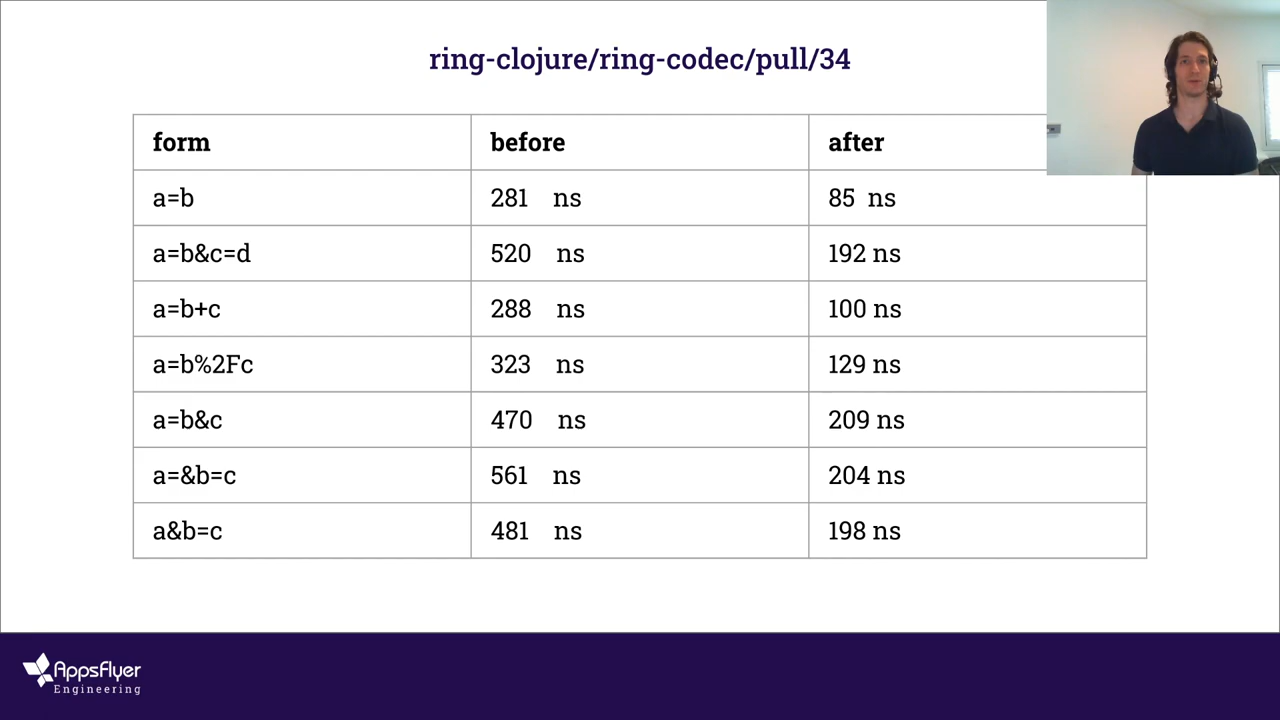 ring-clojure/ring-codec/pull/34
form before after
a=b 281 ns 85 ns
a=b&c=d 520 ns 192 ns
a=b+c 288 ns 100 ns
a=b%2Fc 323 ns 129 ns
a=b&c 470 ns 209 ns
a=&b=c 561 ns 204 ns
a&b=c 481 ns 198 ns
AppsFlyer
Engineering